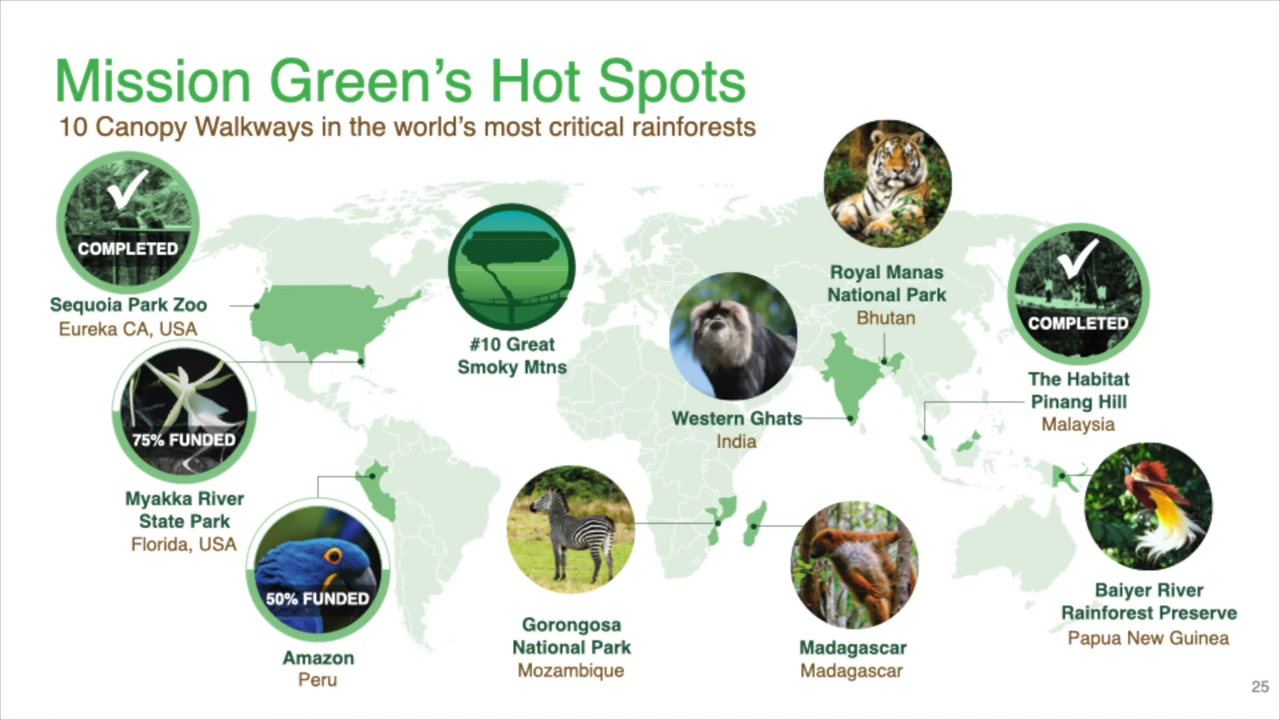 Mission Green's Hot Spots
10 Canopy Walkways in the world's most critical rainforests
COMPLETED
Sequoia Park Zoo
Eureka CA, USA
75% FUNDED
Myakka River
State Park
Florida, USA
50% FUNDED
Amazon
Peru
#10 Great
Smoky Mtns
Gorongosa
National Park
Mozambique
Western Ghats
India
Royal Manas
National Park
Bhutan
Madagascar
Madagascar
COMPLETED
The Habitat
Pinang Hill
Malaysia
Baiyer River
Rainforest Preserve
Papua New Guinea
25